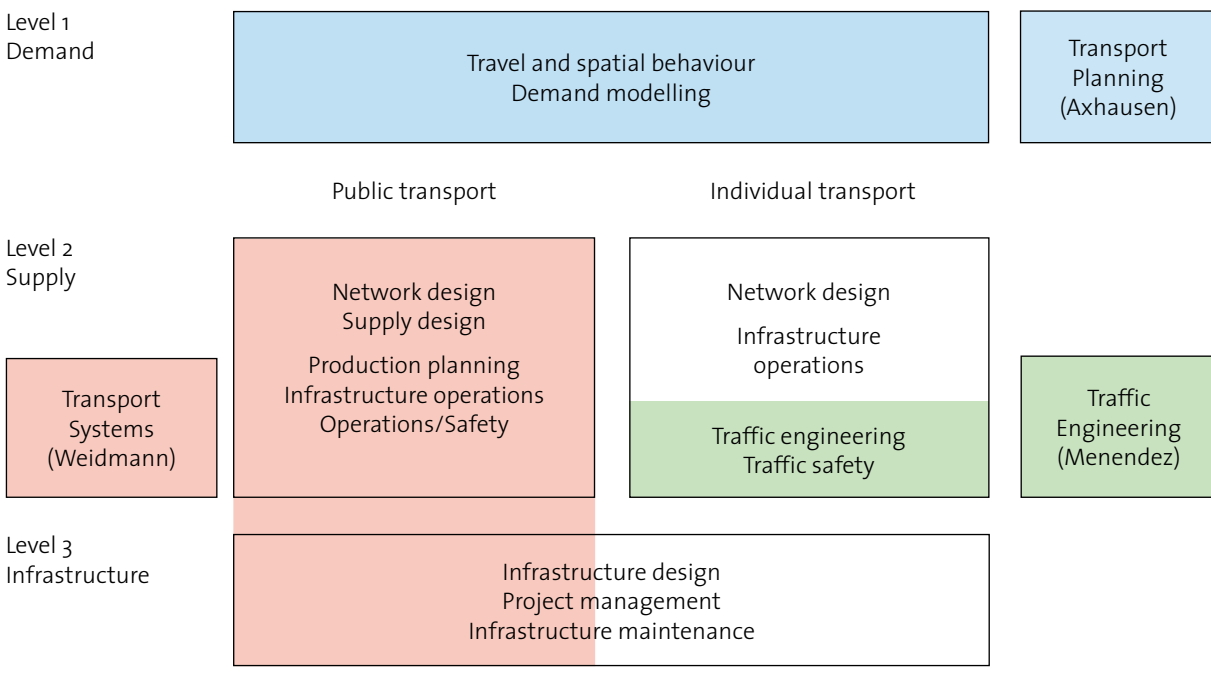 Level 1
Demand
Travel and spatial behaviour
Demand modelling
Transport
Planning
(Axhausen)
Public transport
Individual transport
Level 2
Supply
Network design
Supply design
Production planning
Infrastructure operations
Operations/Safety
Network design
Infrastructure
operations
Traffic engineering
Traffic safety
Transport
Systems
(Weidmann)
Traffic
Engineering
(Menendez)
Level 3
Infrastructure
Infrastructure design
Project management
Infrastructure maintenance